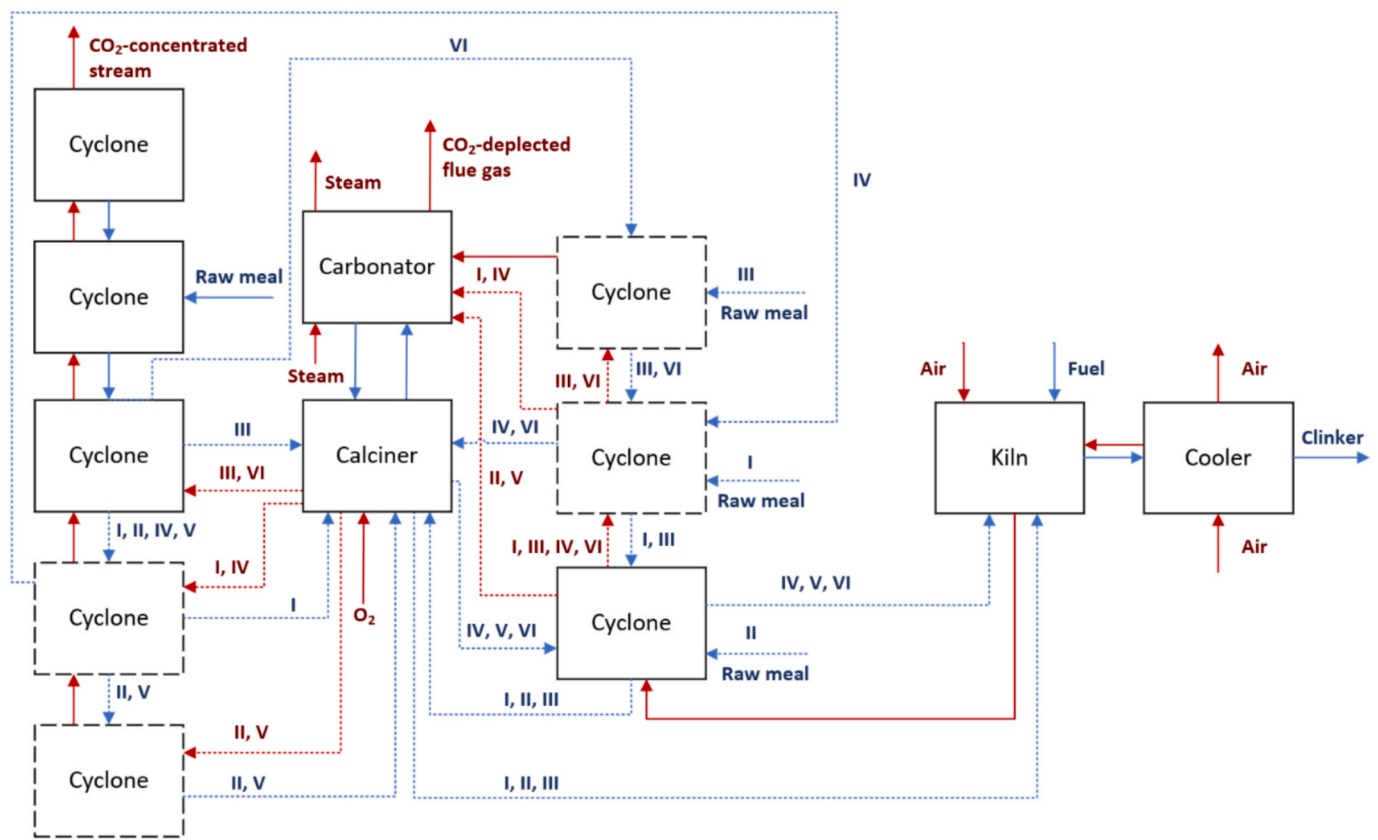 CO₂-concentrated
stream
VI
Cyclone
CO₂-deplected
flue gas
Steam
IV
Cyclone
Raw meal
Carbonator
I, IV
Cyclone
III
Raw meal
Steam
III, VI
III, VI
Air
Fuel
Air
Cyclone
III
Calciner
IV, VI
Cyclone
I
Raw meal
Kiln
Cooler
Clinker
III, VI
II, V
I, II, IV, V
I, III, IV, VI
I, III
Air
I, IV
Cyclone
I
O₂
IV, V, VI
Cyclone
IV, V, VI
II
Raw meal
II, V
I, II, III
II, V
Cyclone
II, V
I, II, III